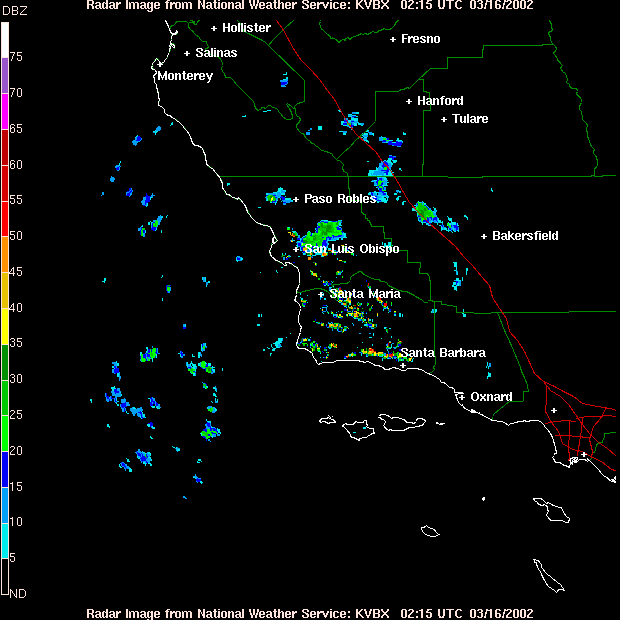 Radar Image from National Weather Service: KVBX 02:15 UTC 03/16/2002
DBZ
Hollister
Fresno
Salinas
75
Monterey
70
Hanford
Tulare
65
60
55
Paso Robles
50
Bakersfield
San Luis Obispo
45
Santa Maria
40
35
Santa Barbara
30
Oxnard
25
20
15
10
5
ND
Radar Image from National Weather Service: KVBX 02:15 UTC 03/16/2002